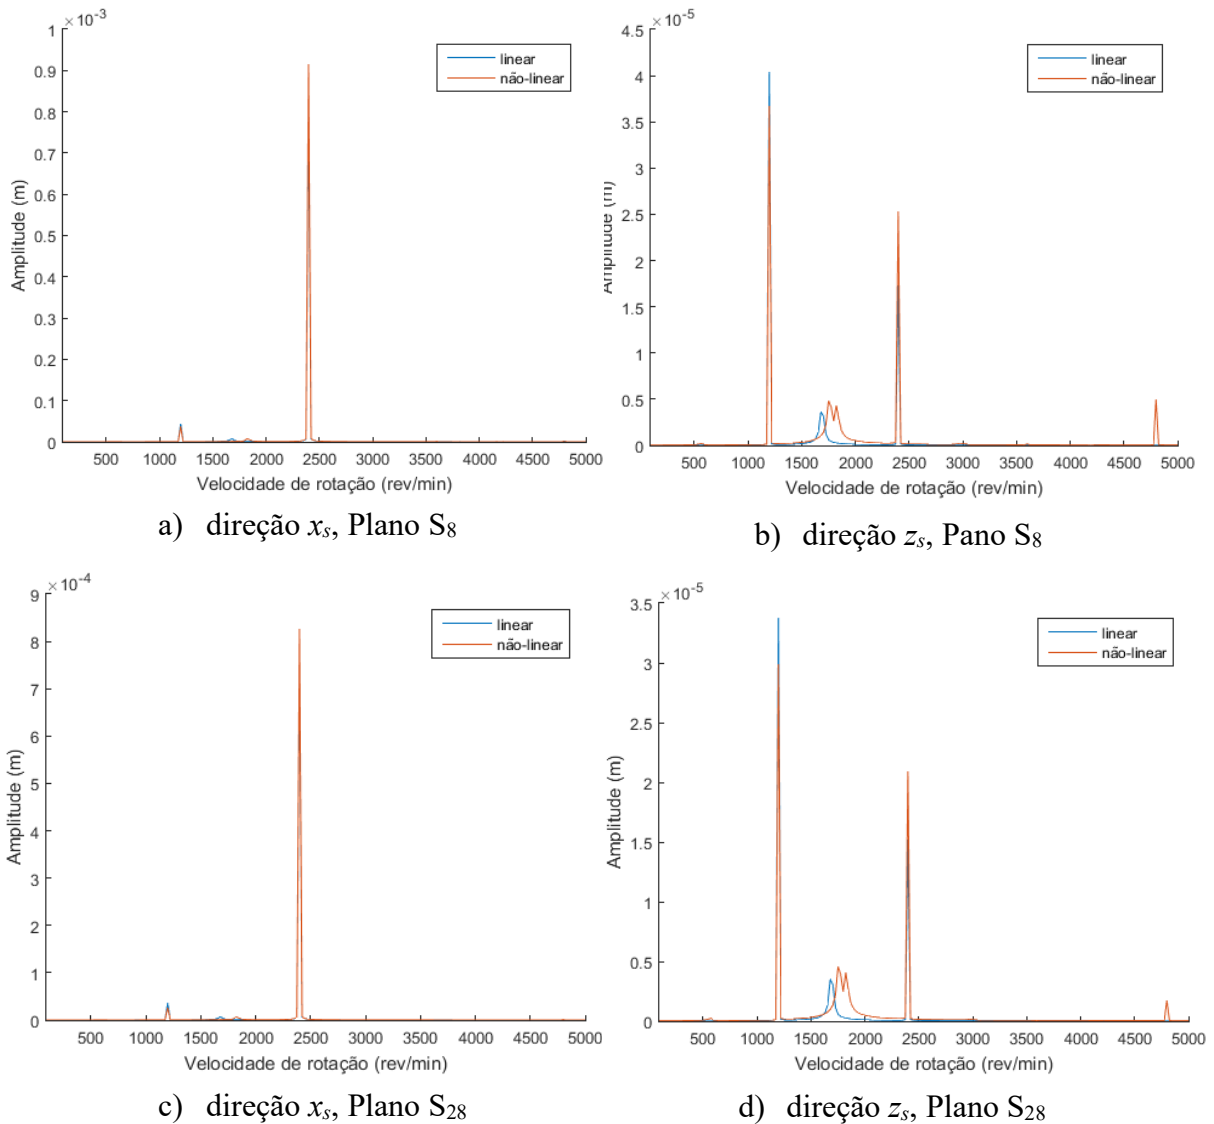 ×10⁻³
1
0.9
0.8
0.7
0.6
0.5
0.4
0.3
0.2
0.1
0
Amplitude (m)
linear
não-linear
500 1000 1500 2000 2500 3000 3500 4000 4500 5000
Velocidade de rotação (rev/min)
a) direção xₛ, Plano S₈
×10⁻⁵
4.5
4
3.5
3
2.5
2
1.5
1
0.5
0
Amplitude (m)
linear
não-linear
500 1000 1500 2000 2500 3000 3500 4000 4500 5000
Velocidade de rotação (rev/min)
b) direção zₛ, Pano S₈
×10⁻⁴
9
8
7
6
5
4
3
2
1
0
Amplitude (m)
linear
não-linear
500 1000 1500 2000 2500 3000 3500 4000 4500 5000
Velocidade de rotação (rev/min)
c) direção xₛ, Plano S₂₈
×10⁻⁵
3.5
3
2.5
2
1.5
1
0.5
0
Amplitude (m)
linear
não-linear
500 1000 1500 2000 2500 3000 3500 4000 4500 5000
Velocidade de rotação (rev/min)
d) direção zₛ, Plano S₂₈